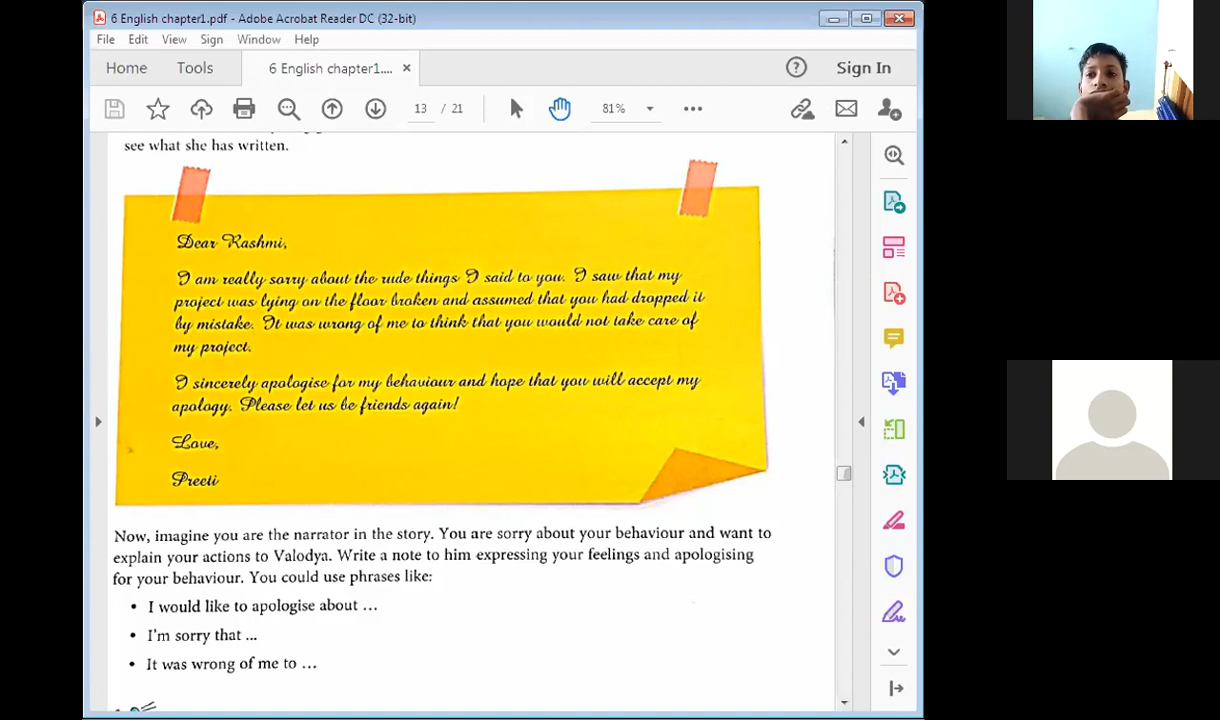 6 English chapter1.pdf - Adobe Acrobat Reader DC (32-bit)
File Edit View Sign Window Help
Home Tools 6 English chapter1.... × ? Sign In
13 / 21 81%
see what she has written.
Dear Rashmi,
I am really sorry about the rude things I said to you. I saw that my
project was lying on the floor broken and assumed that you had dropped it
by mistake. It was wrong of me to think that you would not take care of
my project.
I sincerely apologise for my behaviour and hope that you will accept my
apology. Please let us be friends again!
Love,
Preeti
Now, imagine you are the narrator in the story. You are sorry about your behaviour and want to
explain your actions to Valodya. Write a note to him expressing your feelings and apologising
for your behaviour. You could use phrases like:
• I would like to apologise about ...
• I'm sorry that ...
• It was wrong of me to ...